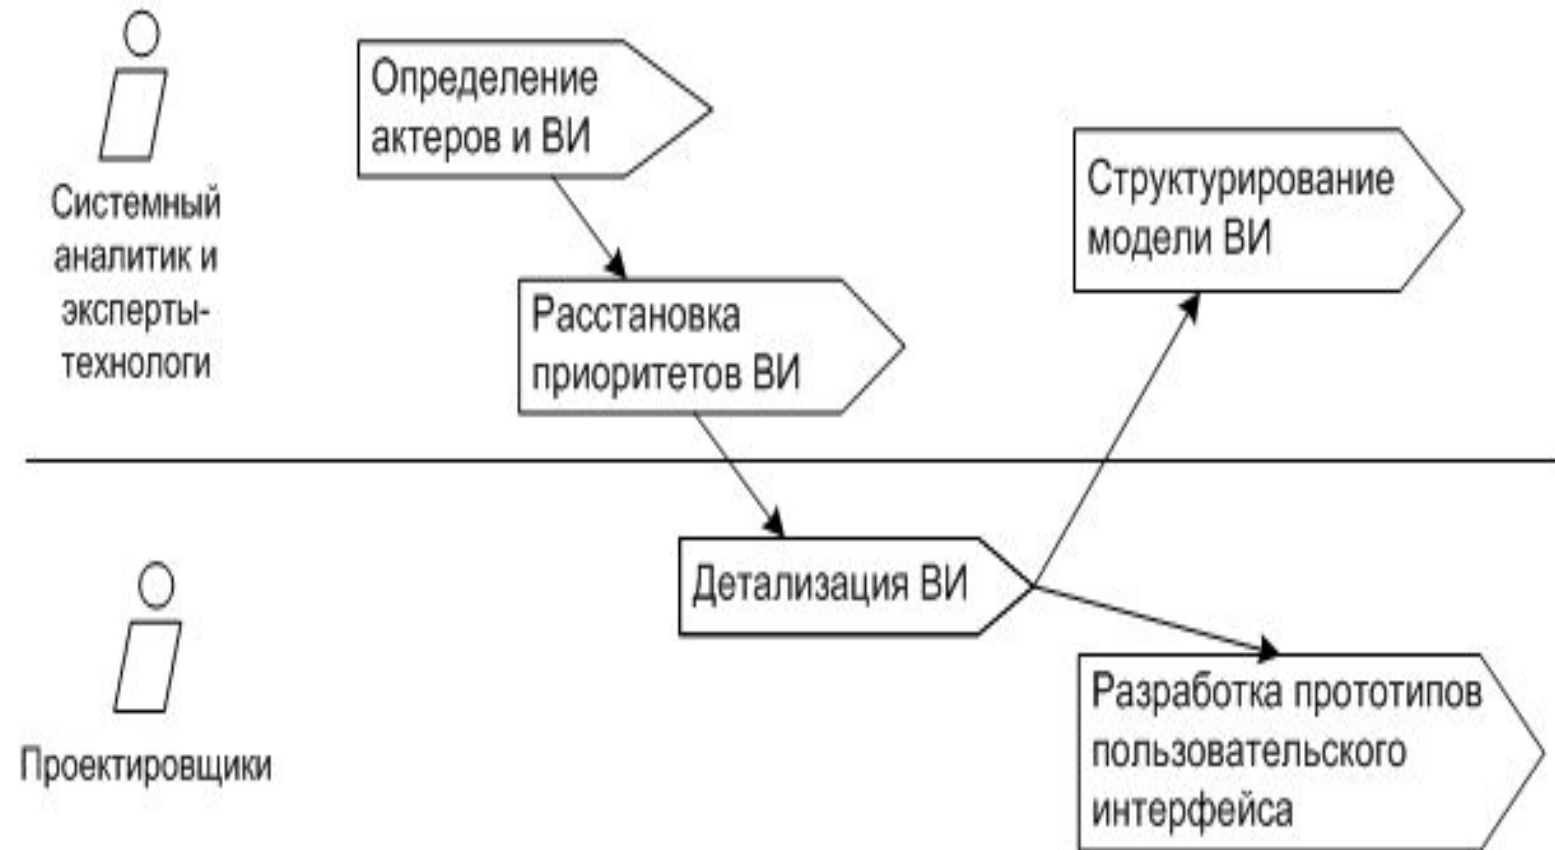 Определение
актеров и ВИ
Структурирование
модели ВИ
Системный
аналитик и
эксперты-
технологи
Расстановка
приоритетов ВИ
Детализация ВИ
Разработка прототипов
пользовательского
интерфейса
Проектировщики